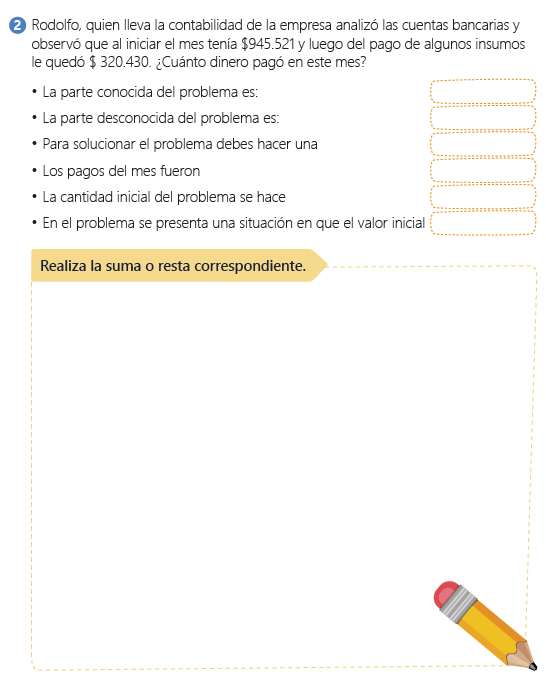 2 Rodolfo, quien lleva la contabilidad de la empresa analizó las cuentas bancarias y
observó que al iniciar el mes tenía $945.521 y luego del pago de algunos insumos
le quedó $ 320.430. ¿Cuánto dinero pagó en este mes?
• La parte conocida del problema es:
• La parte desconocida del problema es:
• Para solucionar el problema debes hacer una
• Los pagos del mes fueron
• La cantidad inicial del problema se hace
• En el problema se presenta una situación en que el valor inicial
Realiza la suma o resta correspondiente.